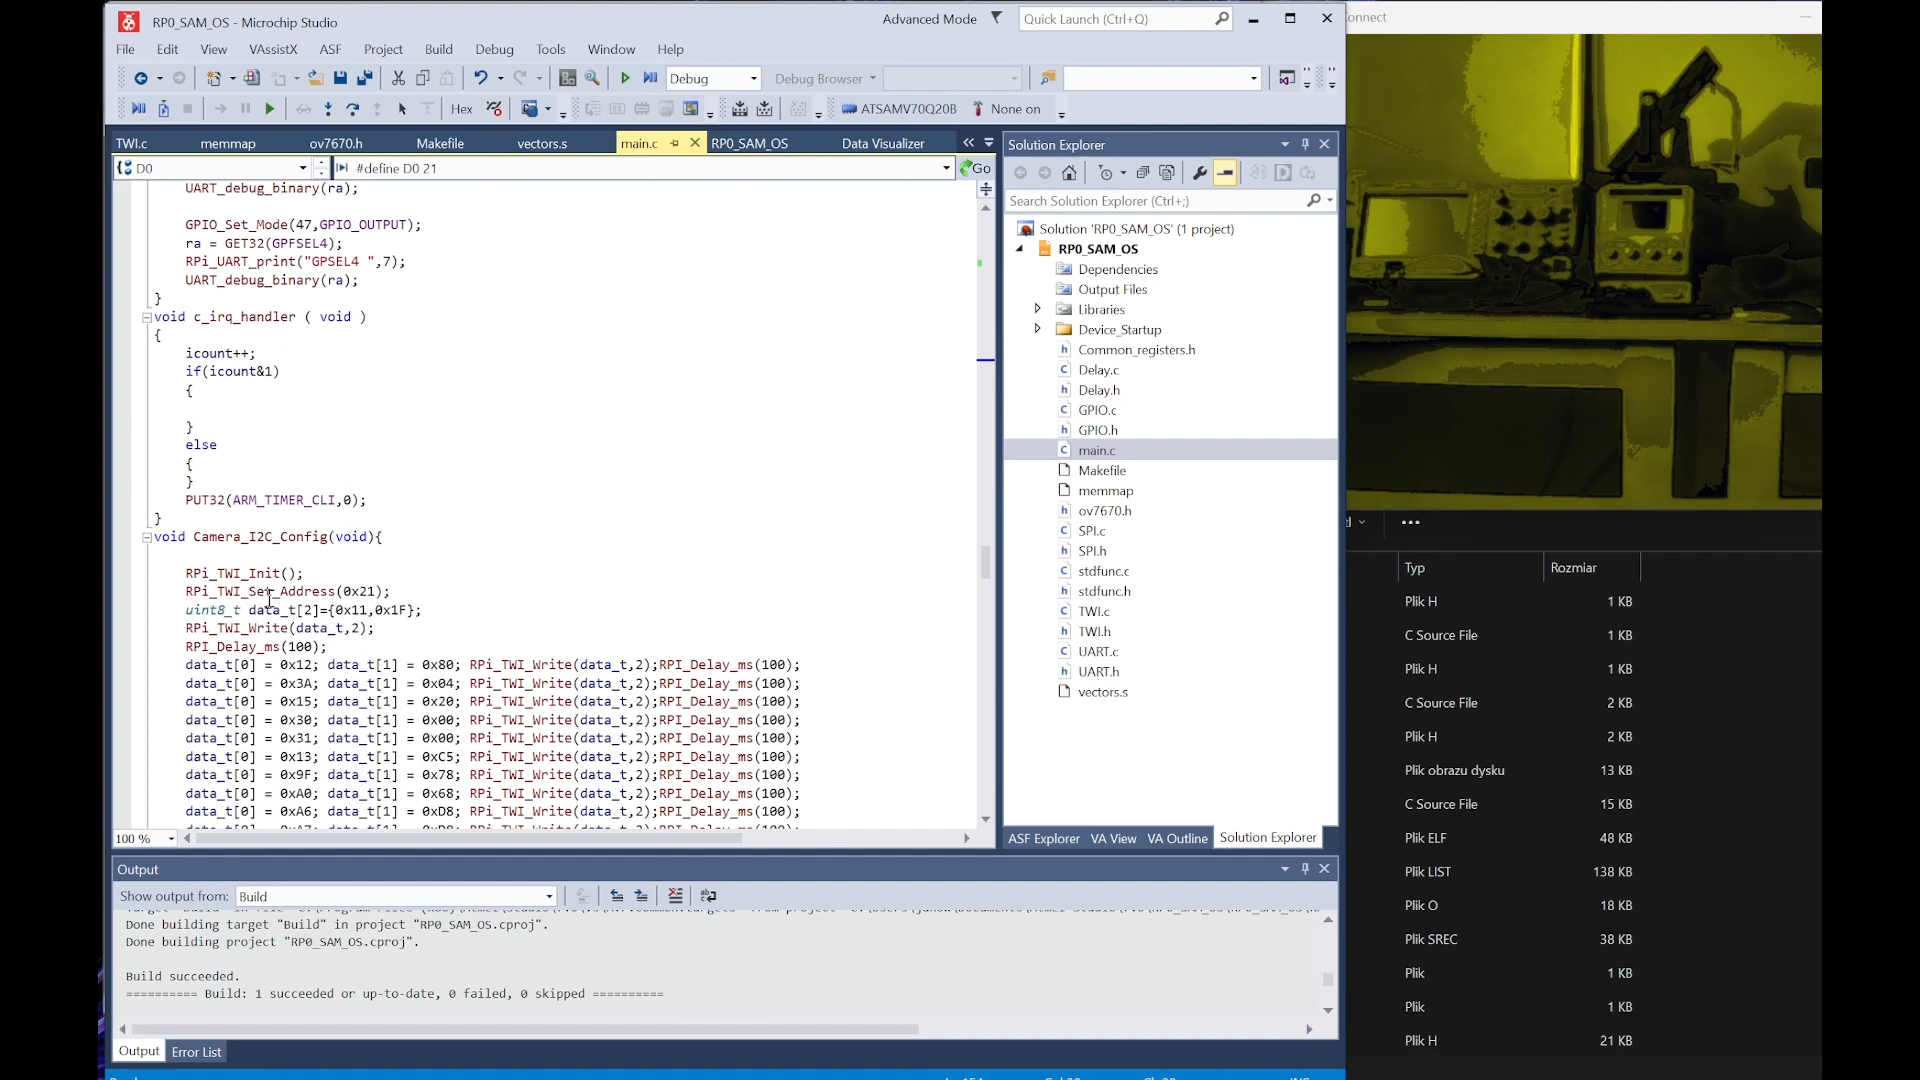 RP0_SAM_OS - Microchip Studio
Advanced Mode
Quick Launch (Ctrl+Q)
File Edit View VAssistX ASF Project Build Debug Tools Window Help
Debug
Debug Browser
Hex
ATSAMV70Q20B
None on
TWI.c memmap ov7670.h Makefile vectors.s main.c RP0_SAM_OS Data Visualizer
D0
#define D0 21
Go
UART_debug_binary(ra);
GPIO_Set_Mode(47,GPIO_OUTPUT);
ra = GET32(GPFSEL4);
RPi_UART_print("GPSEL4 ",7);
UART_debug_binary(ra);
}
void c_irq_handler ( void )
{
icount++;
if(icount&1)
{
}
else
{
}
PUT32(ARM_TIMER_CLI,0);
}
void Camera_I2C_Config(void){
RPi_TWI_Init();
RPi_TWI_Set_Address(0x21);
uint8_t data_t[2]={0x11,0x1F};
RPi_TWI_Write(data_t,2);
RPI_Delay_ms(100);
data_t[0] = 0x12; data_t[1] = 0x80; RPi_TWI_Write(data_t,2);RPI_Delay_ms(100);
data_t[0] = 0x3A; data_t[1] = 0x04; RPi_TWI_Write(data_t,2);RPI_Delay_ms(100);
data_t[0] = 0x15; data_t[1] = 0x20; RPi_TWI_Write(data_t,2);RPI_Delay_ms(100);
data_t[0] = 0x30; data_t[1] = 0x00; RPi_TWI_Write(data_t,2);RPI_Delay_ms(100);
data_t[0] = 0x31; data_t[1] = 0x00; RPi_TWI_Write(data_t,2);RPI_Delay_ms(100);
data_t[0] = 0x13; data_t[1] = 0xC5; RPi_TWI_Write(data_t,2);RPI_Delay_ms(100);
data_t[0] = 0x9F; data_t[1] = 0x78; RPi_TWI_Write(data_t,2);RPI_Delay_ms(100);
data_t[0] = 0xA0; data_t[1] = 0x68; RPi_TWI_Write(data_t,2);RPI_Delay_ms(100);
data_t[0] = 0xA6; data_t[1] = 0xD8; RPi_TWI_Write(data_t,2);RPI_Delay_ms(100);
100 %
Solution Explorer
Search Solution Explorer (Ctrl+;)
Solution 'RP0_SAM_OS' (1 project)
RP0_SAM_OS
Dependencies
Output Files
Libraries
Device_Startup
Common_registers.h
Delay.c
Delay.h
GPIO.c
GPIO.h
main.c
Makefile
memmap
ov7670.h
SPI.c
SPI.h
stdfunc.c
stdfunc.h
TWI.c
TWI.h
UART.c
UART.h
vectors.s
ASF Explorer VA View VA Outline Solution Explorer
Output
Show output from: Build
Done building target "Build" in project "RP0_SAM_OS.cproj".
Done building project "RP0_SAM_OS.cproj".
Build succeeded.
========== Build: 1 succeeded or up-to-date, 0 failed, 0 skipped ==========
Output Error List
onnect
Typ Rozmiar
Plik H 1 KB
C Source File 1 KB
Plik H 1 KB
C Source File 2 KB
Plik H 2 KB
Plik obrazu dysku 13 KB
C Source File 15 KB
Plik ELF 48 KB
Plik LIST 138 KB
Plik O 18 KB
Plik SREC 38 KB
Plik 1 KB
Plik 1 KB
Plik H 21 KB